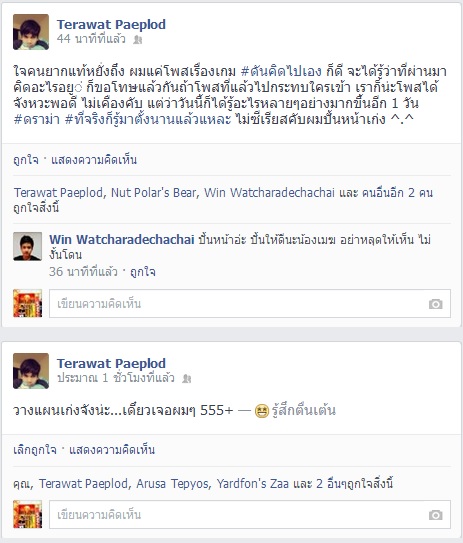 Terawat Paeplod
44 นาทีที่แล้ว
ใจคนยากแท้หยั่งถึง ผมแค่โพสเรื่องเกม #ดันคิดไปเอง ก็ดี จะได้รู้ว่าที่ผ่านมา
คิดอะไรอยู่ ก็ขอโทษแล้วกันถ้าโพสที่แล้วไปกระทบใครเข้า เราก็น่ะโพสได้
จังหวะพอดี ไม่เคืองคับ แต่ว่าวันนี้ก็ได้รู้อะไรหลายๆอย่างมากขึ้นอีก 1 วัน
#ดราม่า #ที่จริงก็รู้มาตั้งนานแล้วแหละ ไม่ซีเรียสคับผมปั้นหน้าเก่ง ^.^
ถูกใจ · แสดงความคิดเห็น
Terawat Paeplod, Nut Polar's Bear, Win Watcharadechachai และ คนอื่นอีก 2 คน
ถูกใจสิ่งนี้
Win Watcharadechachai ปั้นหน้าอ่ะ ปั้นให้ดีนะน้องเมฆ อย่าหลุดให้เห็น ไม่
งั้นโดน
36 นาทีที่แล้ว · ถูกใจ
เขียนความคิดเห็น
Terawat Paeplod
ประมาณ 1 ชั่วโมงที่แล้ว
วางแผนเก่งจังน่ะ...เดี๋ยวเจอผมๆ 555+ — รู้สึกตื่นเต้น
เลิกถูกใจ · แสดงความคิดเห็น
คุณ, Terawat Paeplod, Arusa Tepyos, Yardfon's Zaa และ 2 อื่นๆถูกใจสิ่งนี้
เขียนความคิดเห็น